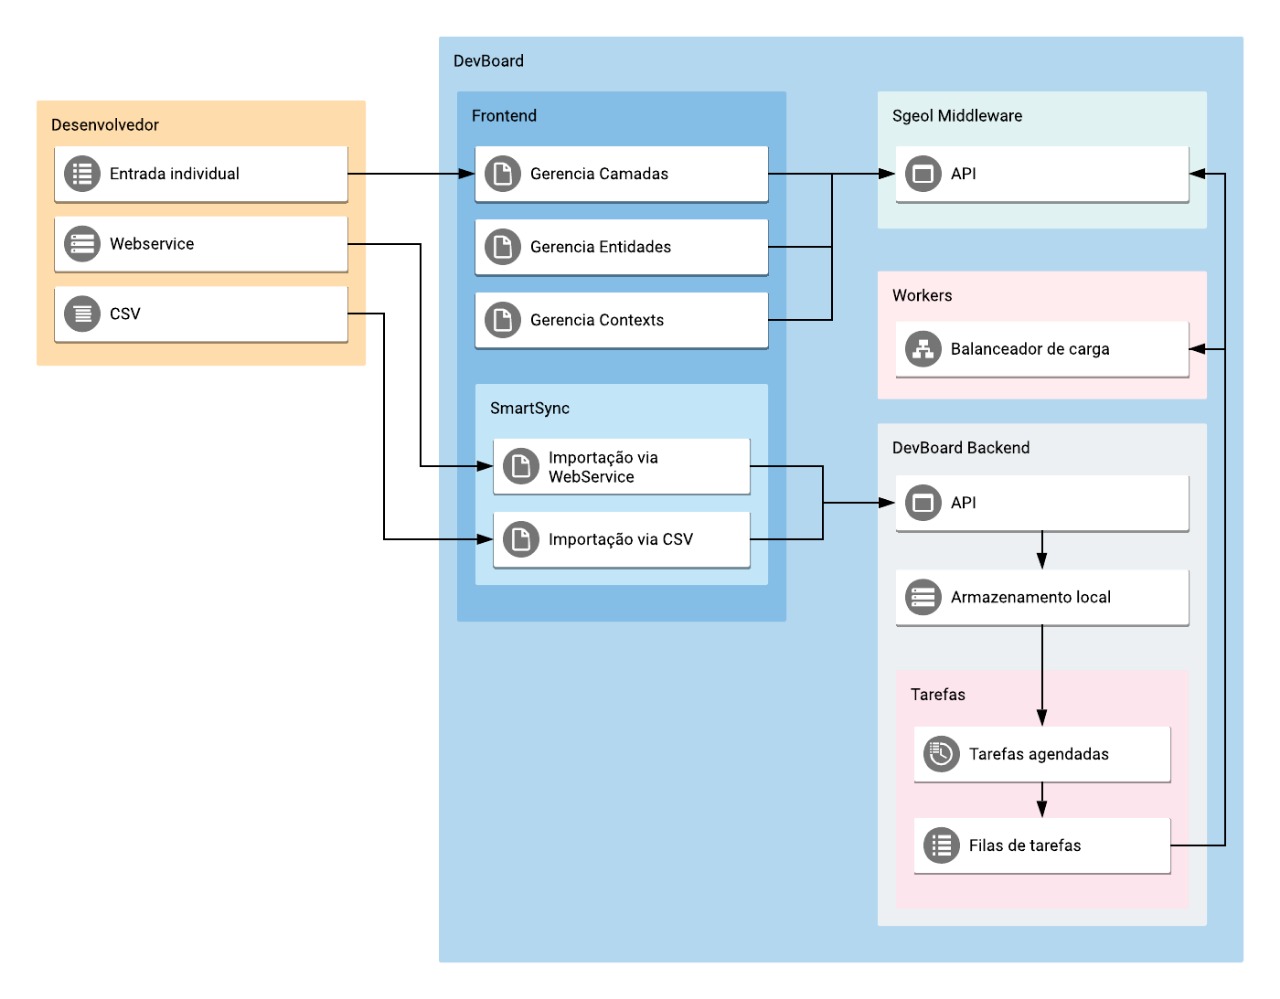 DevBoard
Desenvolvedor
Entrada individual
Webservice
CSV
Frontend
Gerencia Camadas
Gerencia Entidades
Gerencia Contexts
SmartSync
Importação via
WebService
Importação via CSV
Sgeol Middleware
API
Workers
Balanceador de carga
DevBoard Backend
API
Armazenamento local
Tarefas
Tarefas agendadas
Filas de tarefas